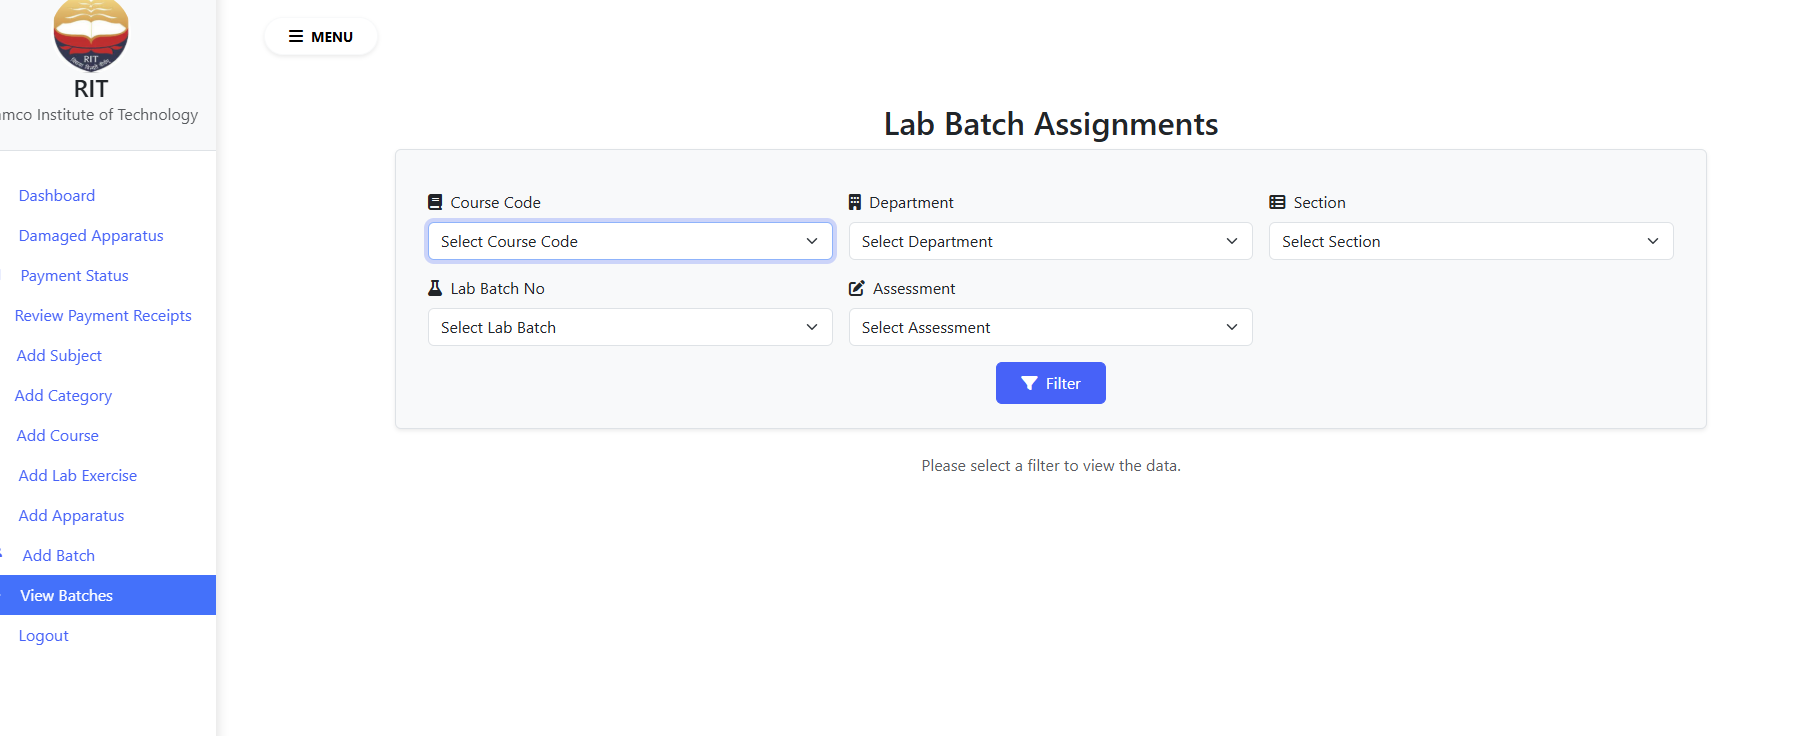 RIT
RIT
Institute of Technology
Dashboard
Damaged Apparatus
Payment Status
Review Payment Receipts
Add Subject
Add Category
Add Course
Add Lab Exercise
Add Apparatus
Add Batch
View Batches
Logout
MENU
Lab Batch Assignments
Course Code
Select Course Code
Department
Select Department
Section
Select Section
Lab Batch No
Select Lab Batch
Assessment
Select Assessment
Filter
Please select a filter to view the data.